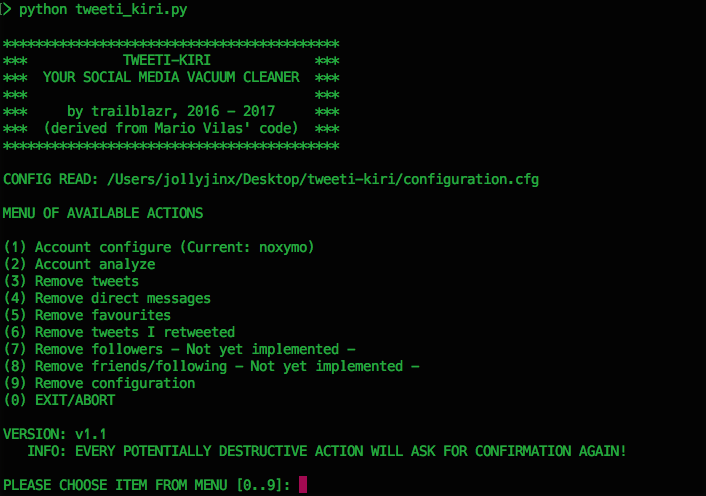 > python tweeti_kiri.py
******************************************
***            TWEETI-KIRI             ***
***  YOUR SOCIAL MEDIA VACUUM CLEANER  ***
***                                    ***
***     by trailblazr, 2016 - 2017     ***
***  (derived from Mario Vilas' code)  ***
******************************************
CONFIG READ: /Users/jollyjinx/Desktop/tweeti-kiri/configuration.cfg
MENU OF AVAILABLE ACTIONS
(1) Account configure (Current: noxymo)
(2) Account analyze
(3) Remove tweets
(4) Remove direct messages
(5) Remove favourites
(6) Remove tweets I retweeted
(7) Remove followers - Not yet implemented -
(8) Remove friends/following - Not yet implemented -
(9) Remove configuration
(0) EXIT/ABORT
VERSION: v1.1
INFO: EVERY POTENTIALLY DESTRUCTIVE ACTION WILL ASK FOR CONFIRMATION AGAIN!
PLEASE CHOOSE ITEM FROM MENU [0..9]: